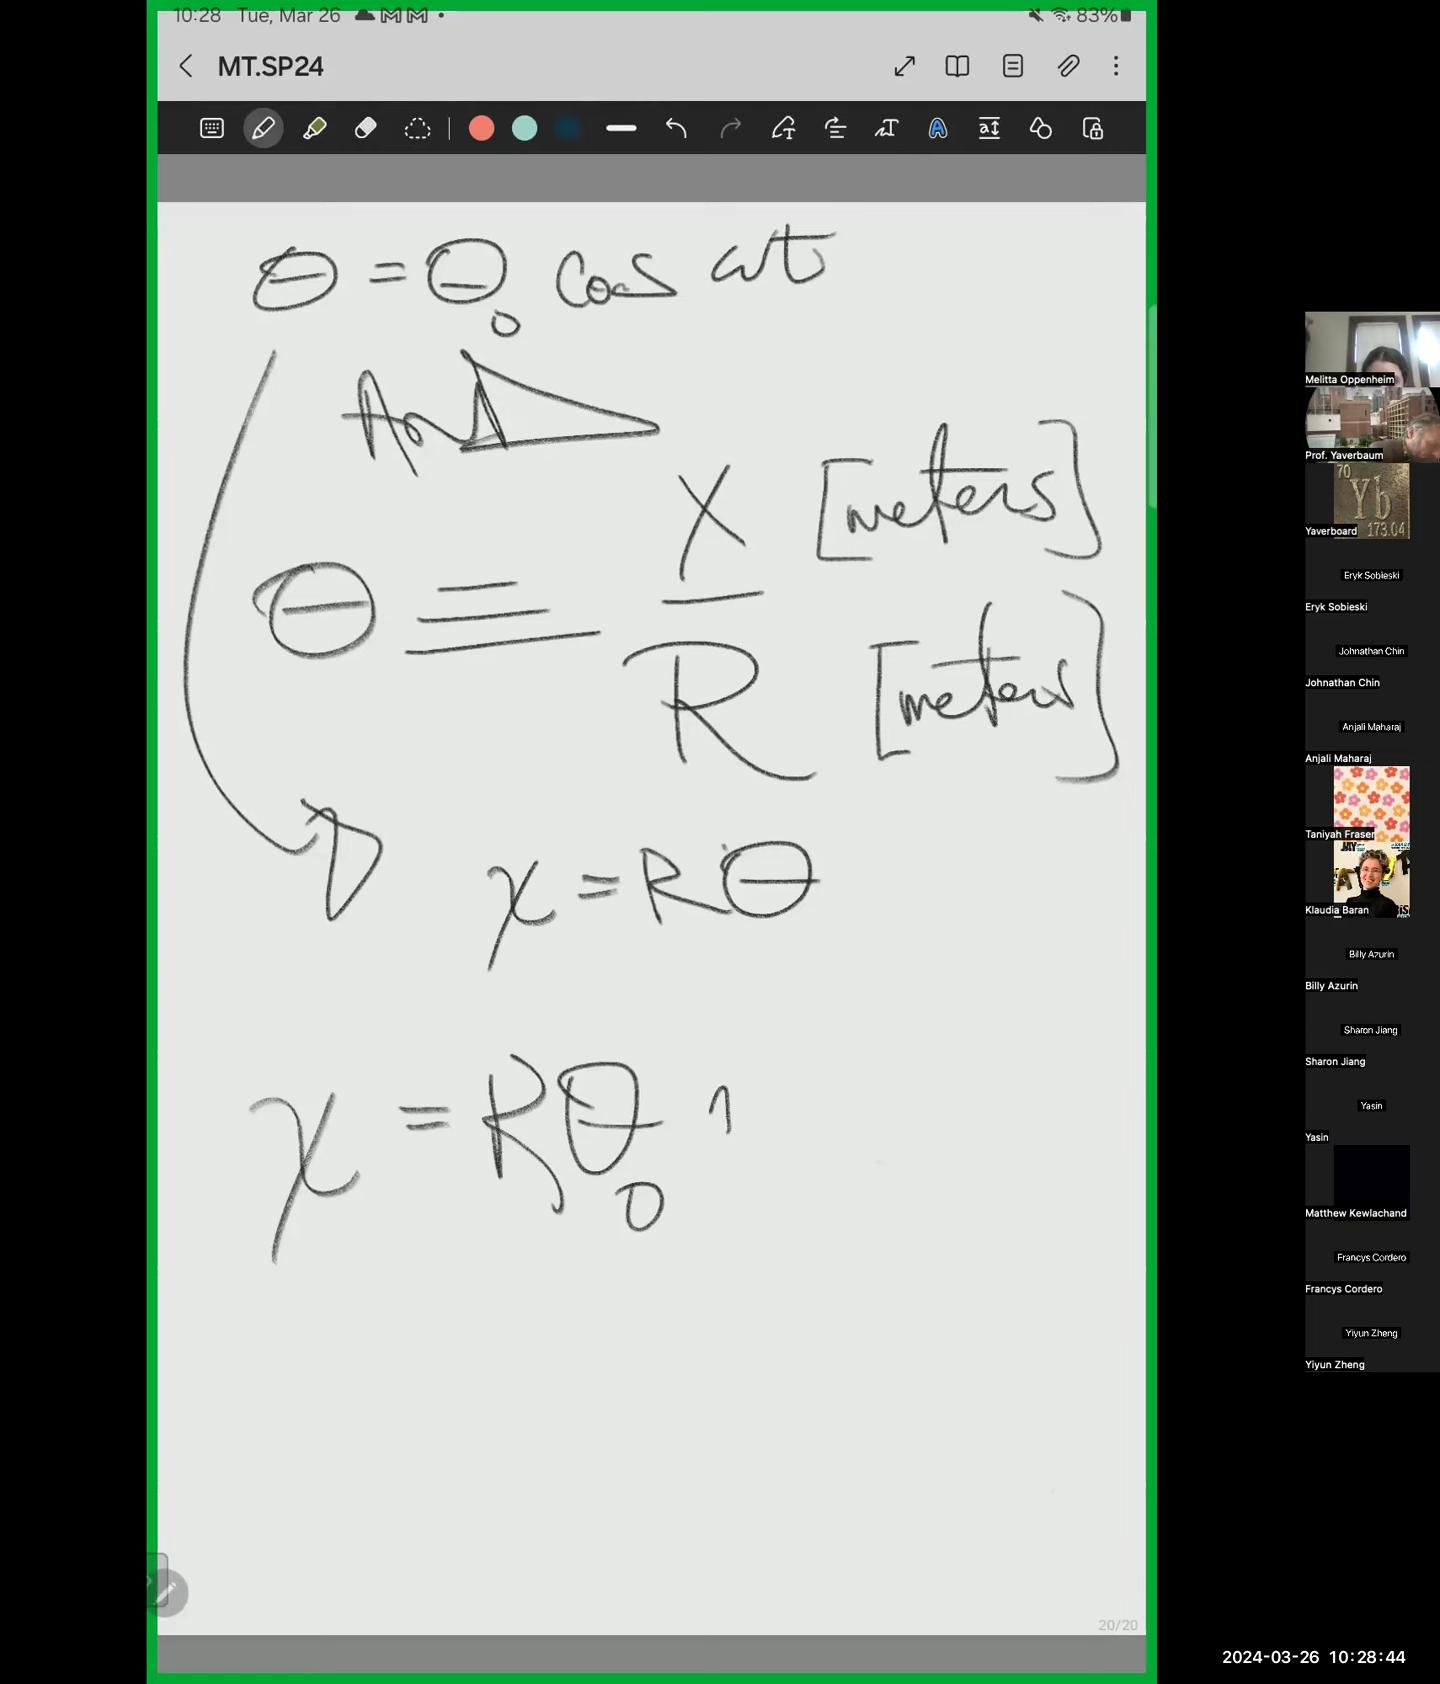 10:28 Tue, Mar 26 83%
MT.SP24
Θ = Θ₀ cos ωt
And
Θ ≡ X / R [meters] / [meters]
x = RΘ
x = RΘ₀
20/20
Melitta Oppenheim
Prof. Yaverbaum
70
Yb
173.04
Yaverboard
Eryk Sobieski
Eryk Sobieski
Johnathan Chin
Johnathan Chin
Anjali Maharaj
Anjali Maharaj
Taniyah Fraser
JAY
Klaudia Baran
Billy Azurin
Billy Azurin
Sharon Jiang
Sharon Jiang
Yasin
Yasin
Matthew Kewlachand
Francys Cordero
Francys Cordero
Yiyun Zheng
Yiyun Zheng
2024-03-26 10:28:44